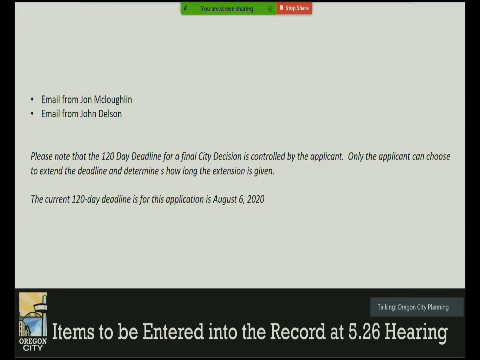 You are screen sharing
Stop Share
• Email from Jon Mcloughlin
• Email from John Delson
Please note that the 120 Day Deadline for a final City Decision is controlled by the applicant. Only the applicant can choose
to extend the deadline and determine s how long the extension is given.
The current 120-day deadline is for this application is August 6, 2020
Talking: Oregon City Planning
OREGON
CITY
Items to be Entered into the Record at 5.26 Hearing